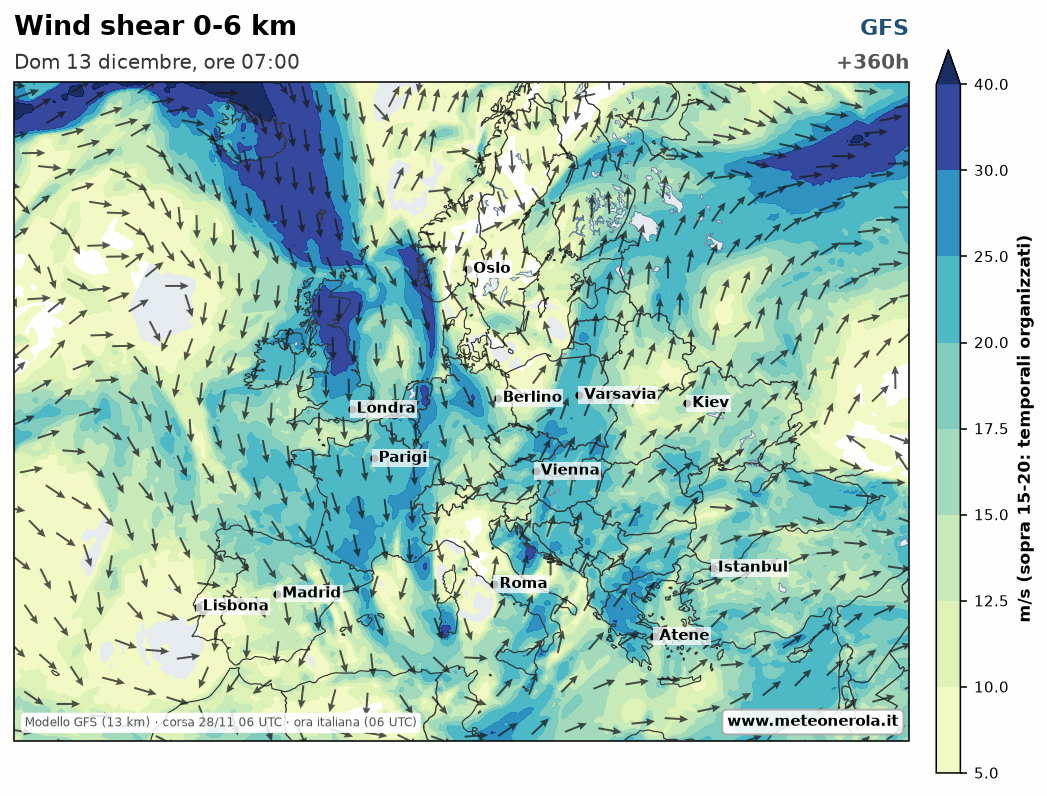 Wind shear 0-6 km
GFS
Dom 13 dicembre, ore 07:00
+360h
40.0
30.0
25.0
20.0
17.5
15.0
12.5
10.0
5.0
m/s (sopra 15-20: temporali organizzati)
Oslo
Berlino
Varsavia
Kiev
Londra
Parigi
Vienna
Istanbul
Roma
Madrid
Lisbona
Atene
Modello GFS (13 km) · corsa 28/11 06 UTC · ora italiana (06 UTC)
www.meteonerola.it